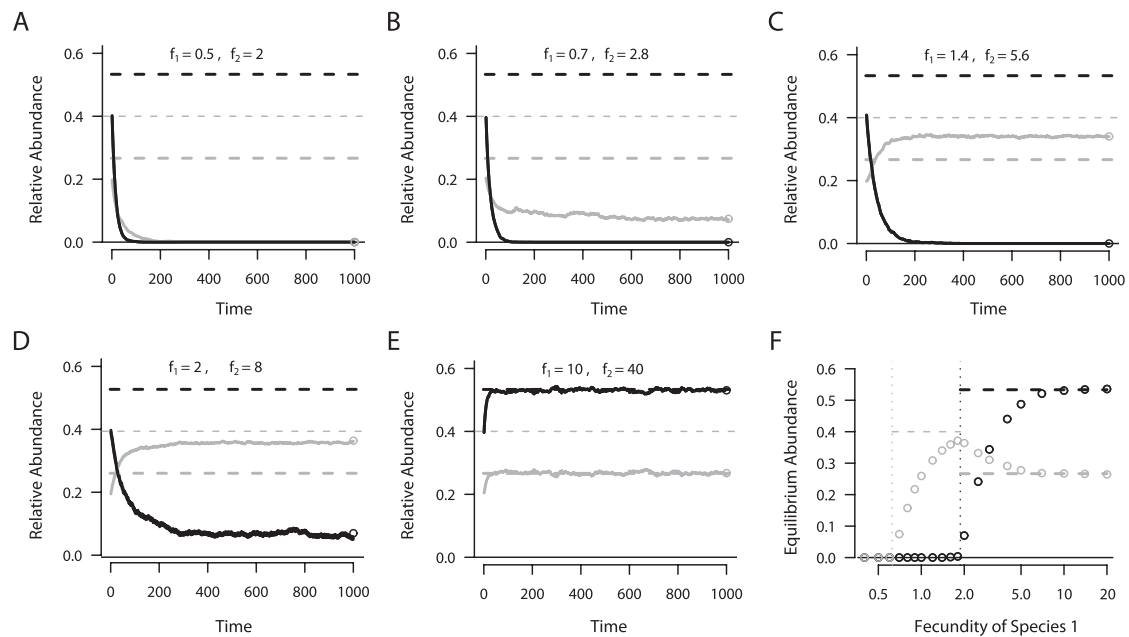 A
f1 = 0.5 , f2 = 2
Relative Abundance
0.6
0.4
0.2
0.0
0 200 400 600 800 1000
Time
B
f1 = 0.7 , f2 = 2.8
Relative Abundance
0.6
0.4
0.2
0.0
0 200 400 600 800 1000
Time
C
f1 = 1.4 , f2 = 5.6
Relative Abundance
0.6
0.4
0.2
0.0
0 200 400 600 800 1000
Time
D
f1 = 2 , f2 = 8
Relative Abundance
0.6
0.4
0.2
0.0
0 200 400 600 800 1000
Time
E
f1 = 10 , f2 = 40
Relative Abundance
0.6
0.4
0.2
0.0
0 200 400 600 800 1000
Time
F
Equilibrium Abundance
0.6
0.5
0.4
0.3
0.2
0.1
0.0
0.5 1.0 2.0 5.0 10 20
Fecundity of Species 1